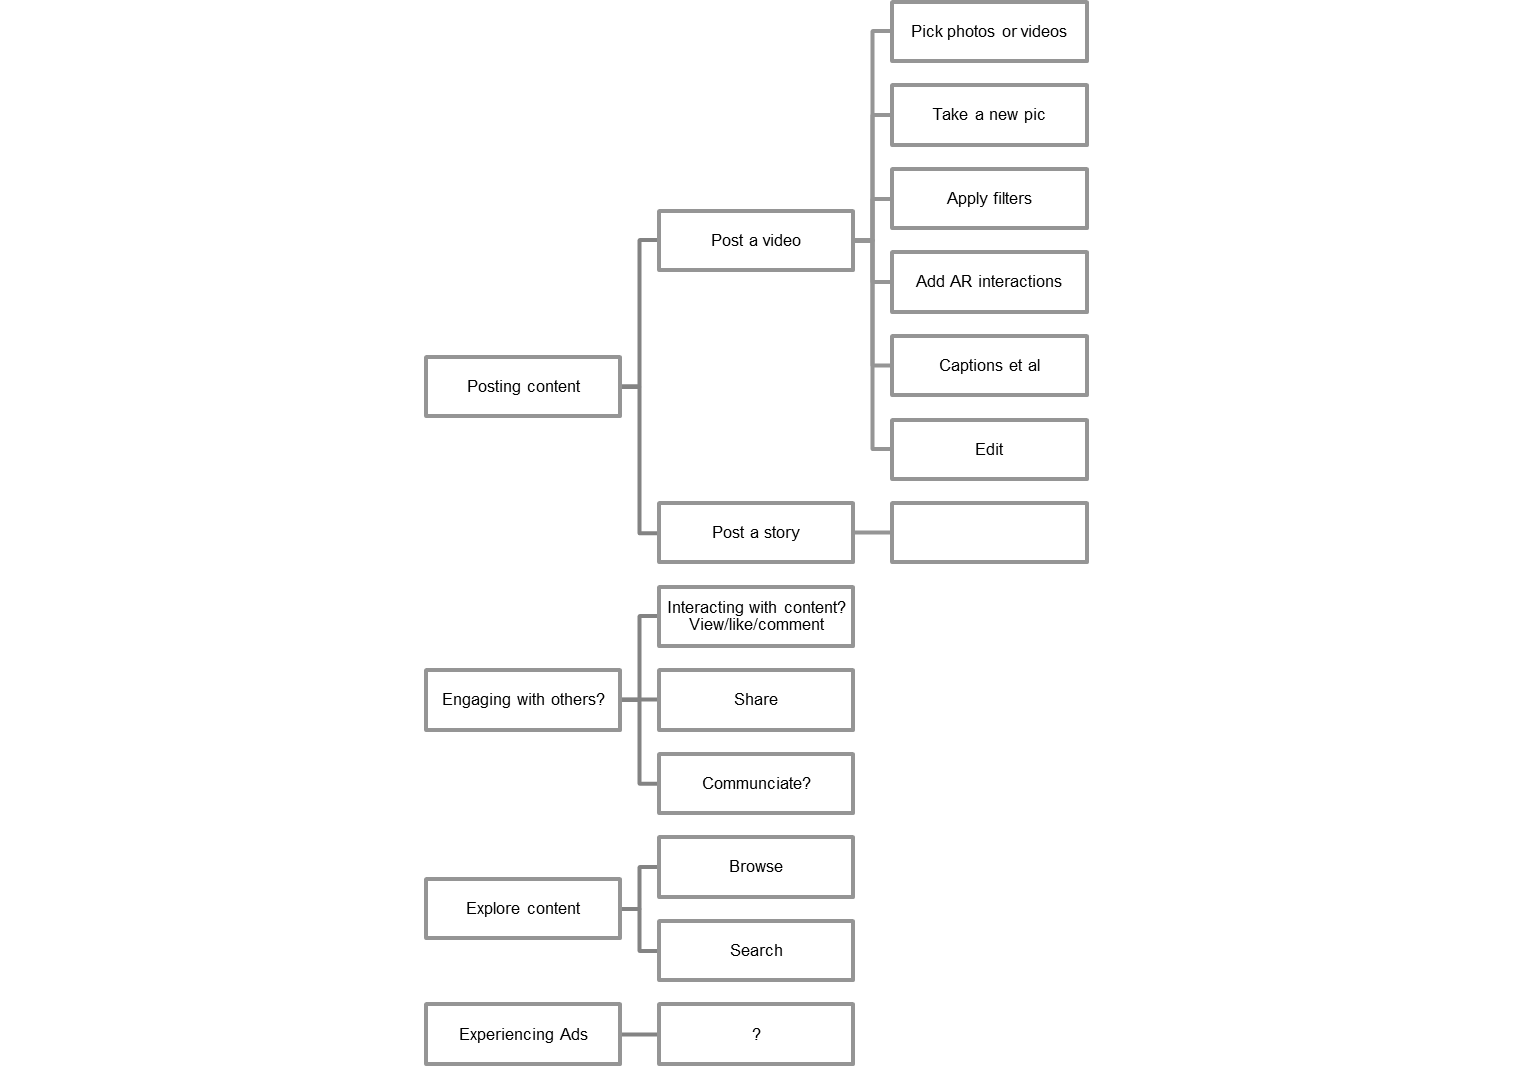 Pick photos or videos
Take a new pic
Apply filters
Post a video
Add AR interactions
Captions et al
Posting content
Edit
Post a story
Interacting with content?
View/like/comment
Engaging with others?
Share
Communciate?
Browse
Explore content
Search
Experiencing Ads
?